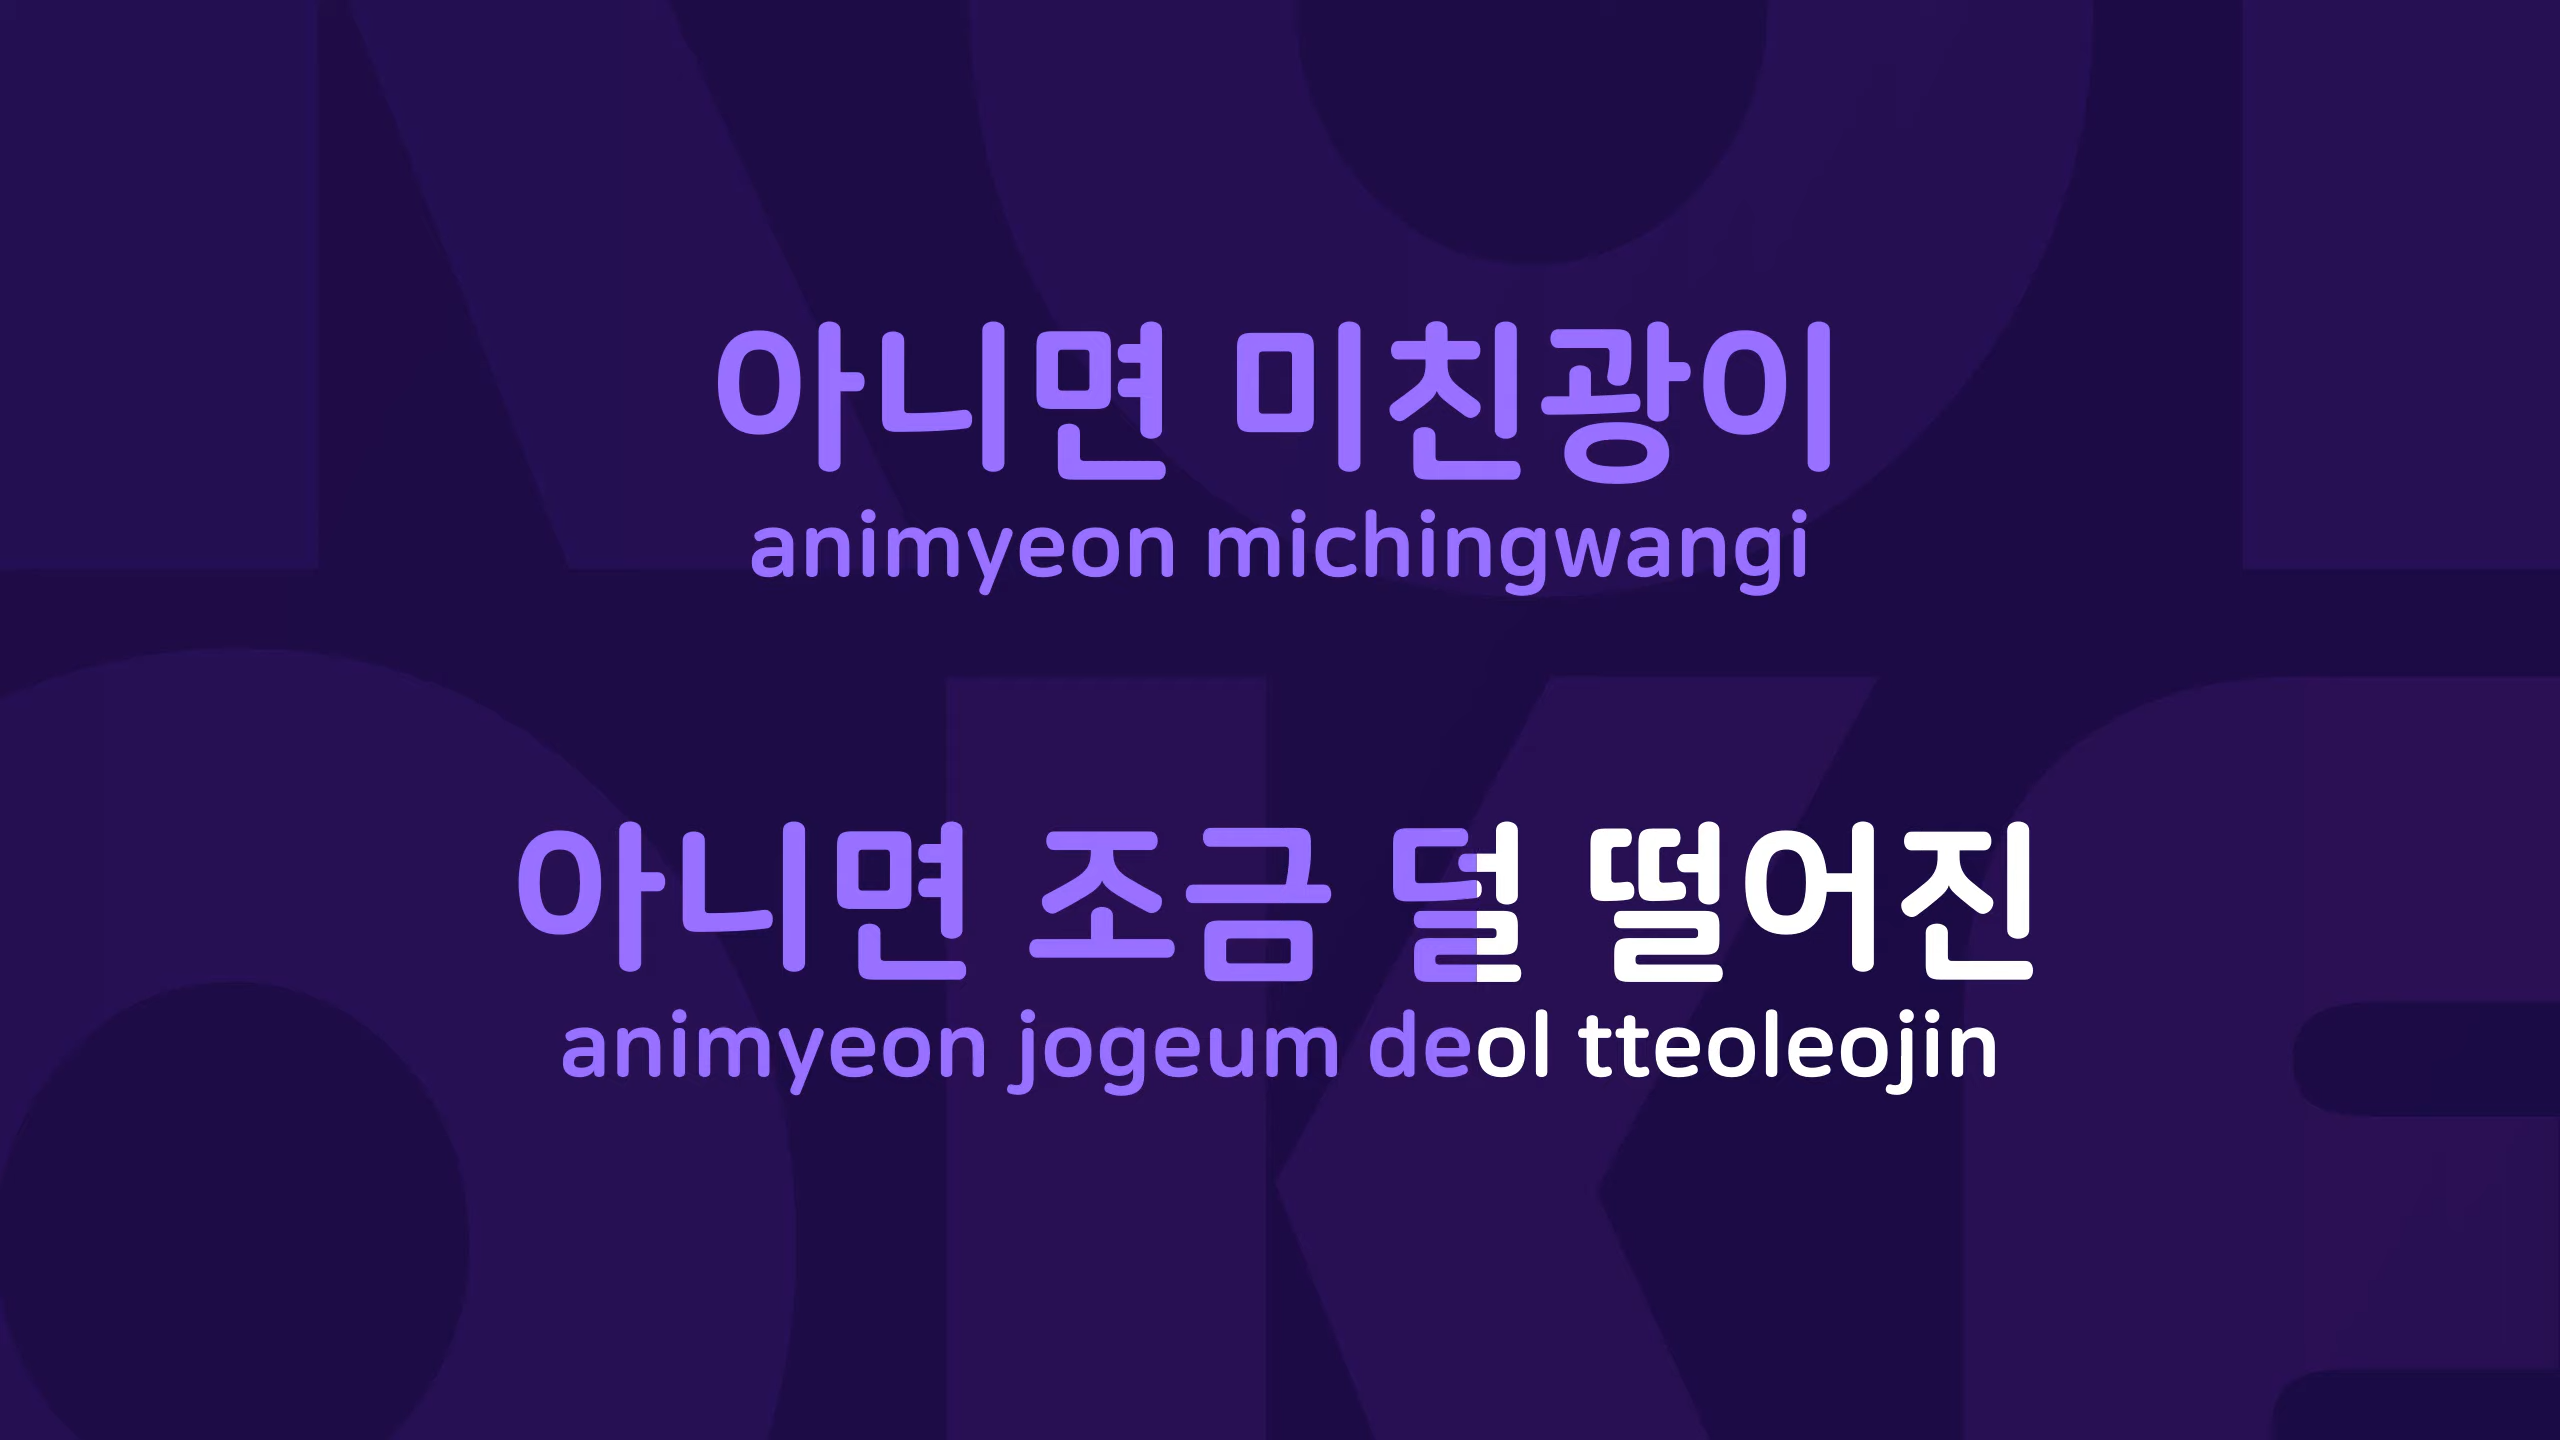 아니면 미친광이
animyeon michingwangi
아니면 조금 덜 떨어진
animyeon jogeum deol tteoleojin